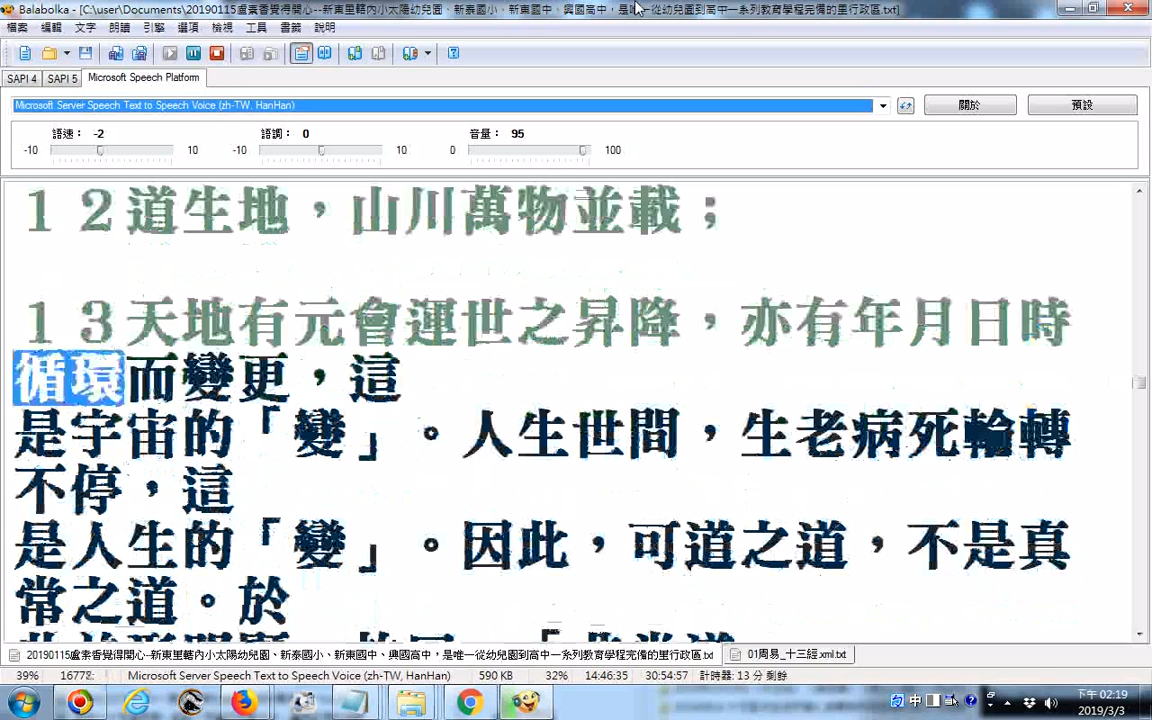 Balabolka - [C:\user\Documents\20190115盧素香覺得開心--新東里轄內小太陽幼兒園、新泰國小、新東國中、興國高中，是唯一從幼兒園到高中一系列教育學程完備的里行政區.txt]
檔案 編輯 文字 朗讀 引擎 選項 檢視 工具 書籤 說明
SAPI 4 SAPI 5 Microsoft Speech Platform
Microsoft Server Speech Text to Speech Voice (zh-TW, HanHan) 關於 預設
語速： -2 語調： 0 音量： 95
-10 10 -10 10 0 100
１２道生地，山川萬物並載；
１３天地有元會運世之昇降，亦有年月日時
循環而變更，這
是宇宙的「變」。人生世間，生老病死輪轉
不停，這
是人生的「變」。因此，可道之道，不是真
常之道。於
20190115盧素香覺得開心--新東里轄內小太陽幼兒園、新泰國小、新東國中、興國高中，是唯一從幼兒園到高中一系列教育學程完備的里行政區.txt 01周易_十三經.xml.txt
39% 16772: Microsoft Server Speech Text to Speech Voice (zh-TW, HanHan) 590 KB 32% 14:46:35 30:54:57 計時器： 13 分 剩餘
中 下午 02:19
2019/3/3